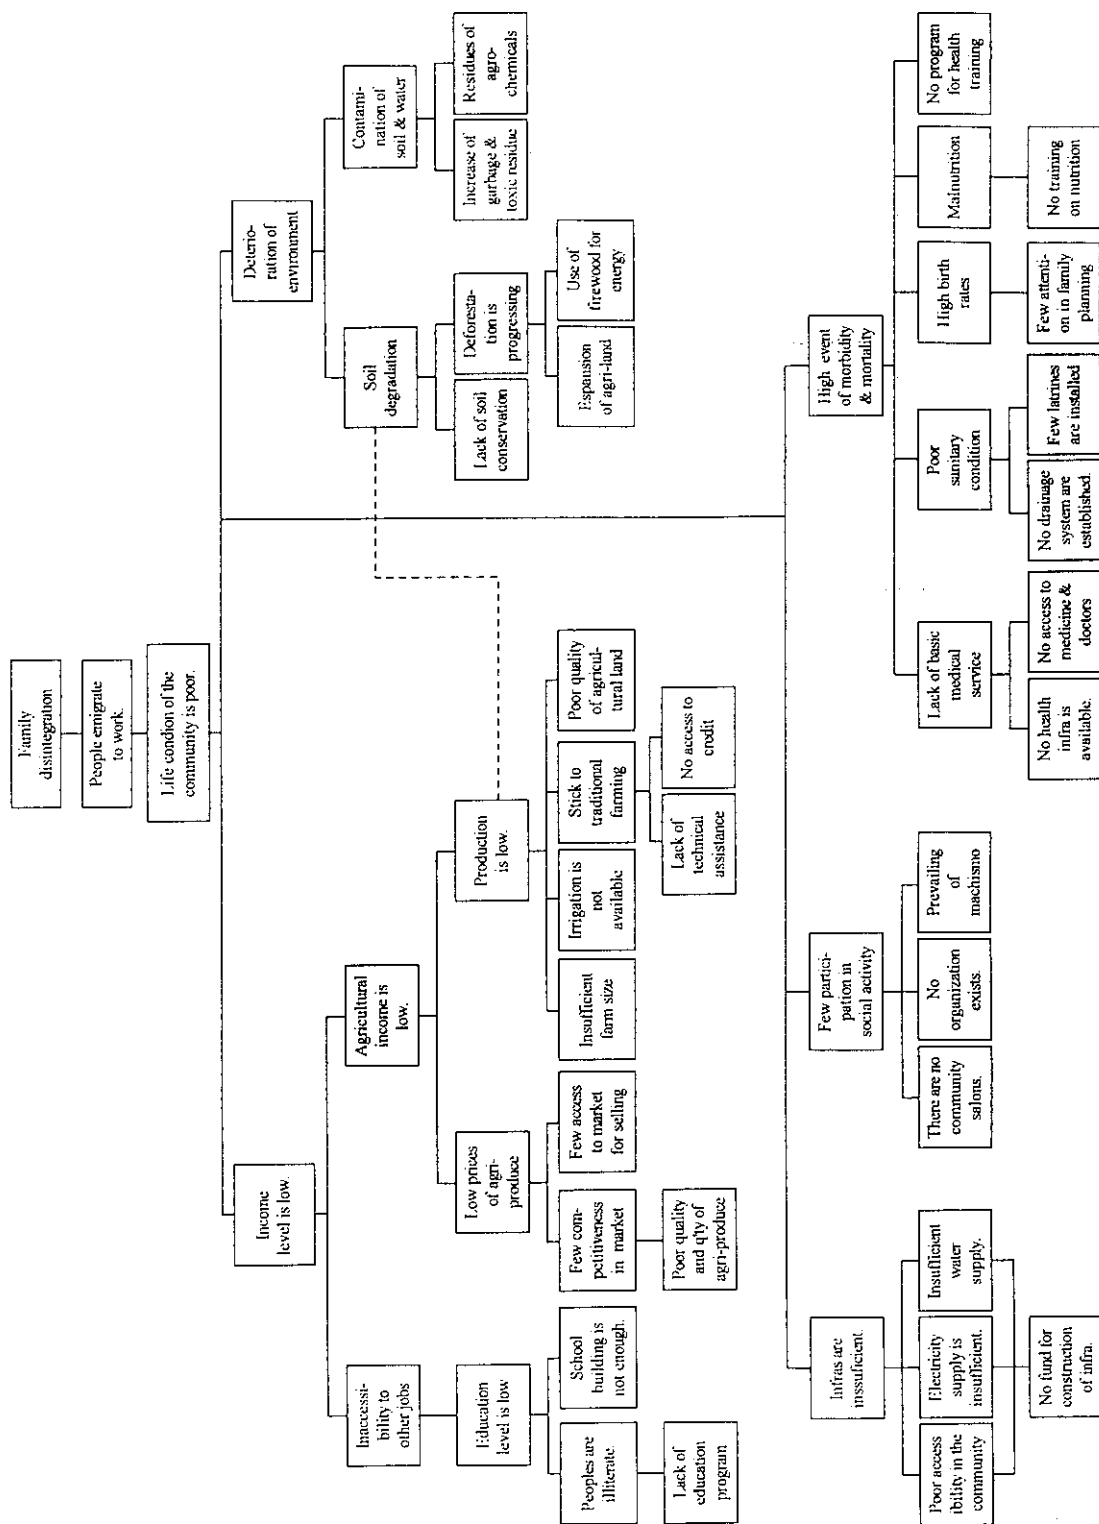 Family
disintegration
People emigrate
to work.
Life condion of the
community is poor.
Income
level is low.
Deterio-
ration of
environment
Inaccessi-
bility to
other jobs
Agricultural
income is
low.
Soil
degradation
Contami-
nation of
soil & water
Education
level is low
Low prices
of agri-
produce
Production
is low.
Lack of soil
conservation
Deforesta-
tion is
progressing
Increase of
garbage &
toxic residue
Residues of
agro-
chemicals
Peoples are
illiterate.
School
building is
not enough.
Few com-
petitiveness
in market
Few access
to market
for selling
Insufficient
farm size
Irrigation is
not
available
Stick to
traditional
farming
Poor quality
of agricul-
tural land
Espansion
of agri-land
Use of
firewood for
energy
Lack of
education
program
Poor quality
and q'ty of
agri-produce
Lack of
technical
assistance
No access to
credit
Infras are
inssuficient.
Few partici-
pation in
social activity
High event
of morbidity
& mortality
Poor access
ibility in the
community
Electricity
supply is
insufficient.
Insufficient
water
supply.
There are no
community
salons.
No
organization
exists.
Prevailing
of
machismo
Lack of basic
medical
service
Poor
sanitary
condition
High birth
rates
Malnutrition
No program
for health
training
No fund for
construction
of infra.
No health
infra is
available.
No access to
medicine &
doctors
No drainage
system are
established.
Few latrines
are installed
Few attenti-
on in family
planning
No training
on nutrition